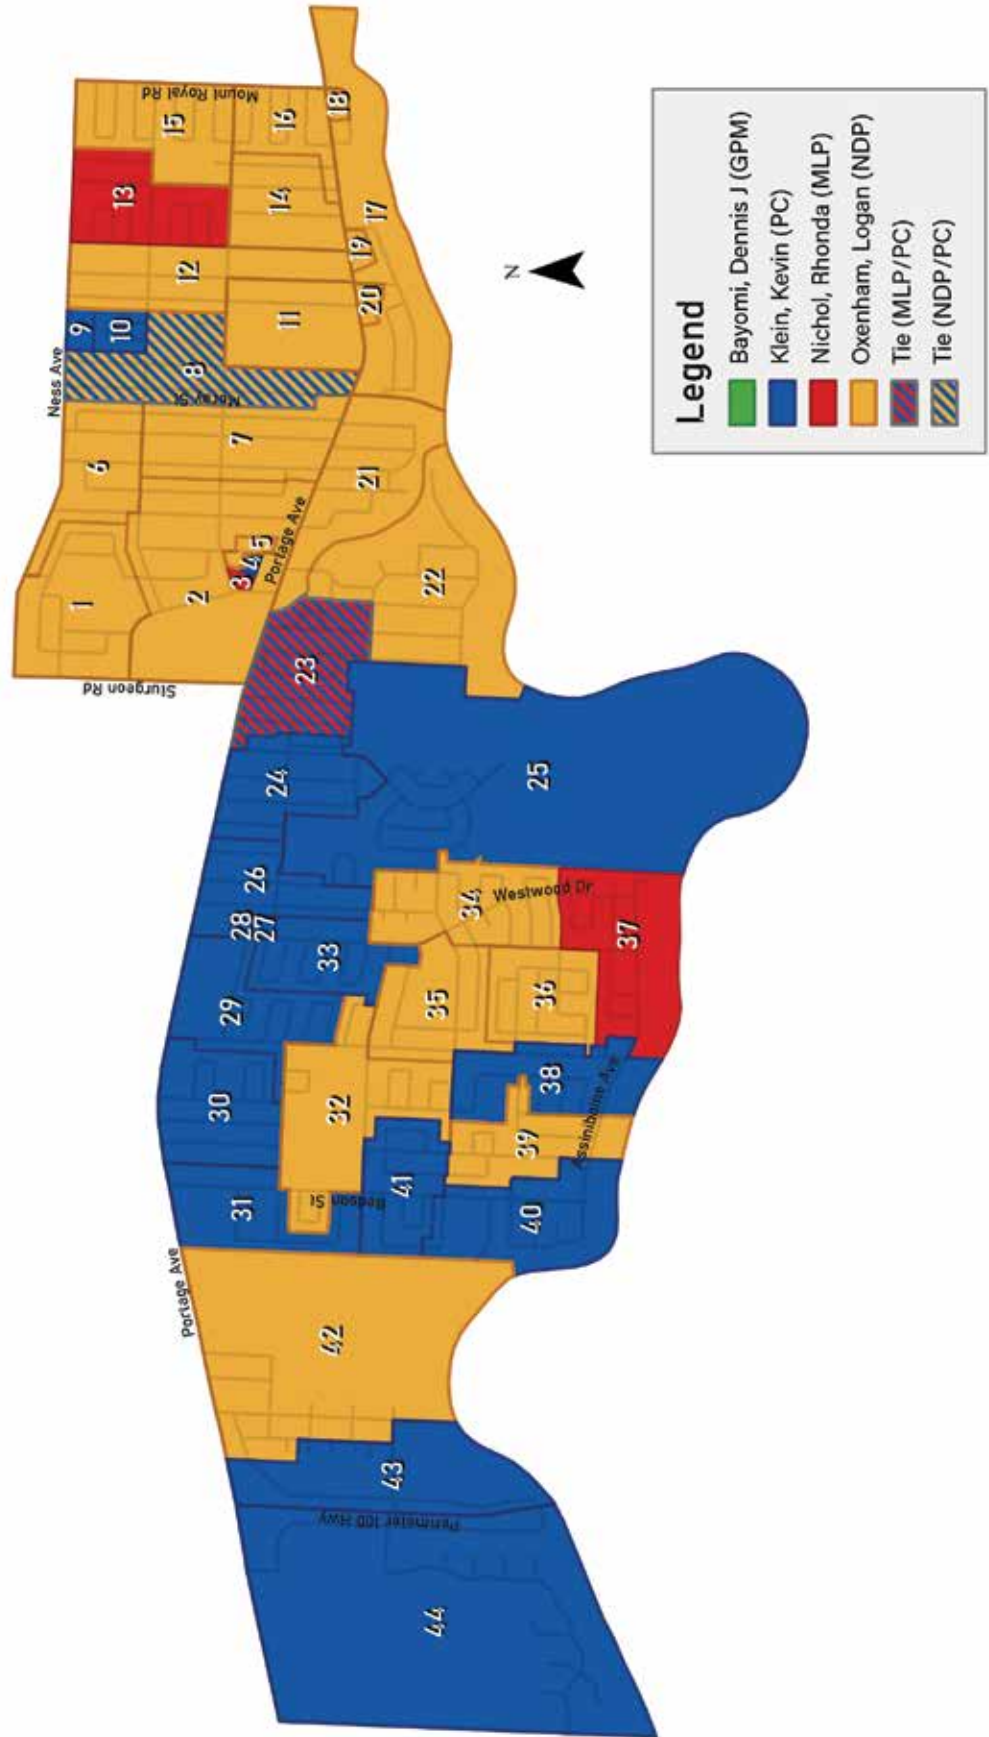 Mount Royal Rd
15
16
18
13
14
17
19
12
20
11
9
10
Ness Ave
8
Moray St
6
7
21
5
4
3
Portage Ave
1
2
22
Sturgeon Rd
23
24
25
26
28
27
33
34
Westwood Dr
37
29
35
36
38
Assiniboine Ave
30
32
39
31
Bedson St
41
40
Portage Ave
42
43
Perimeter 100 Hwy
44
N
Legend
Bayomi, Dennis J (GPM)
Klein, Kevin (PC)
Nichol, Rhonda (MLP)
Oxenham, Logan (NDP)
Tie (MLP/PC)
Tie (NDP/PC)